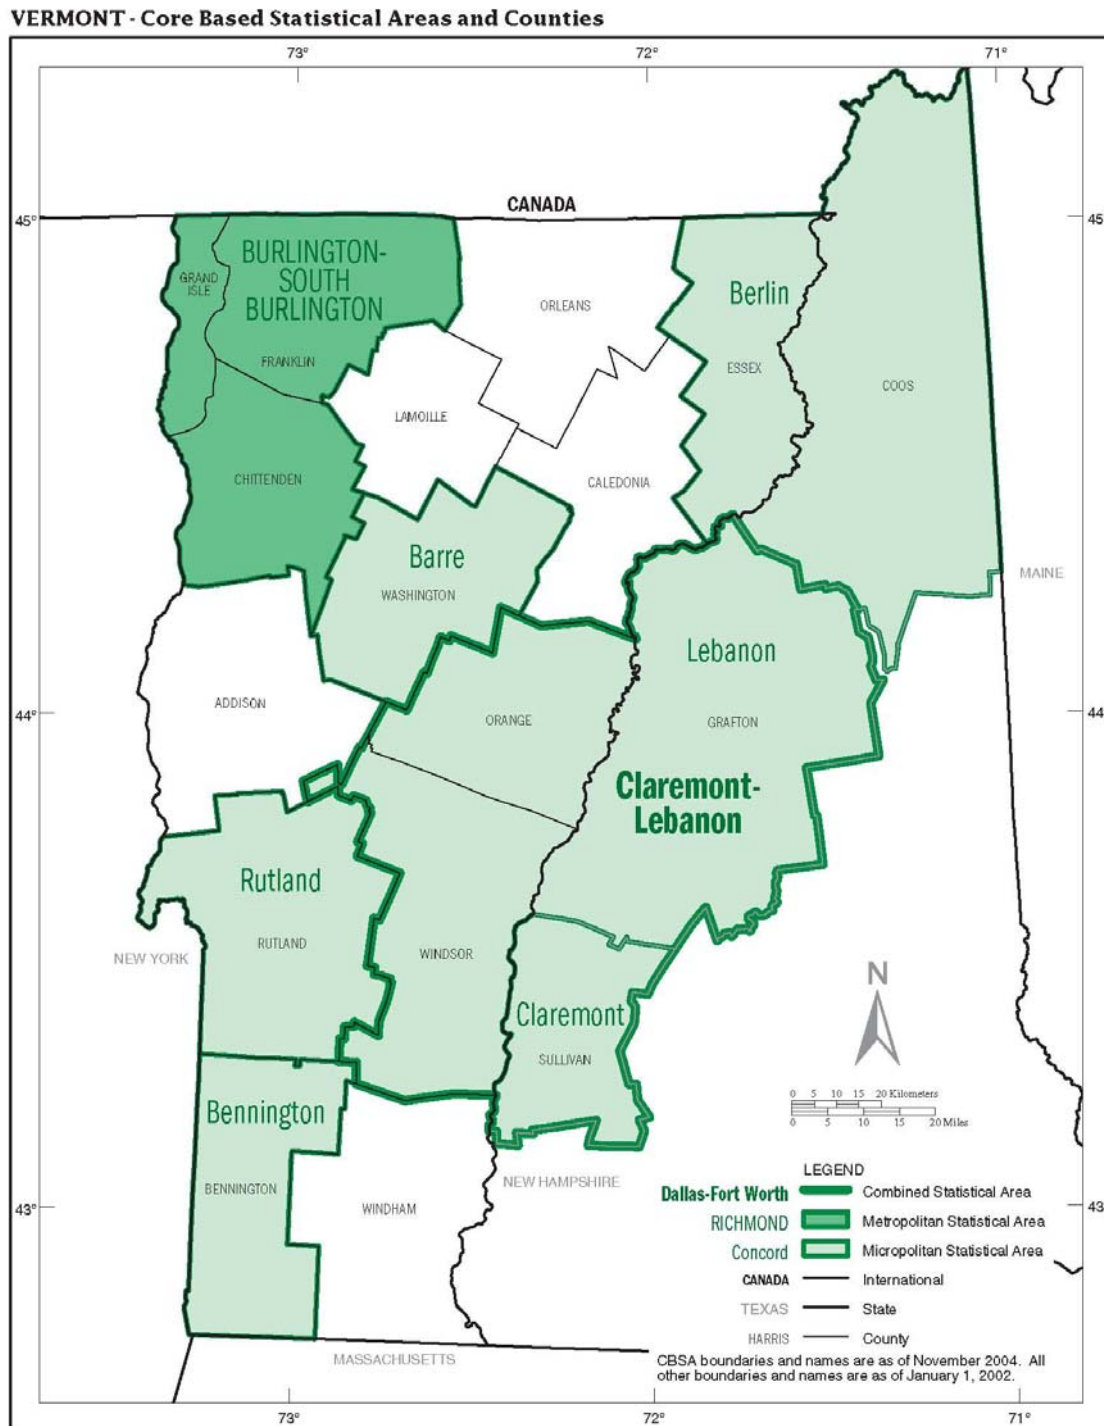 VERMONT - Core Based Statistical Areas and Counties
73°
72°
71°
45°
CANADA
45
BURLINGTON-
SOUTH
BURLINGTON
GRAND
ISLE
FRANKLIN
ORLEANS
Berlin
ESSEX
COOS
LAMOILLE
CHITTENDEN
CALEDONIA
Barre
WASHINGTON
MAINE
Lebanon
GRAFTON
ADDISON
ORANGE
44°
44
Claremont-
Lebanon
Rutland
RUTLAND
NEW YORK
WINDSOR
N
Claremont
SULLIVAN
0 5 10 15 20 Kilometers
0 5 10 15 20 Miles
Bennington
BENNINGTON
NEW HAMPSHIRE
WINDHAM
43°
43
LEGEND
Dallas-Fort Worth Combined Statistical Area
RICHMOND Metropolitan Statistical Area
Concord Micropolitan Statistical Area
CANADA International
TEXAS State
HARRIS County
MASSACHUSETTS
CBSA boundaries and names are as of November 2004. All
other boundaries and names are as of January 1, 2002.
73°
72°
71°